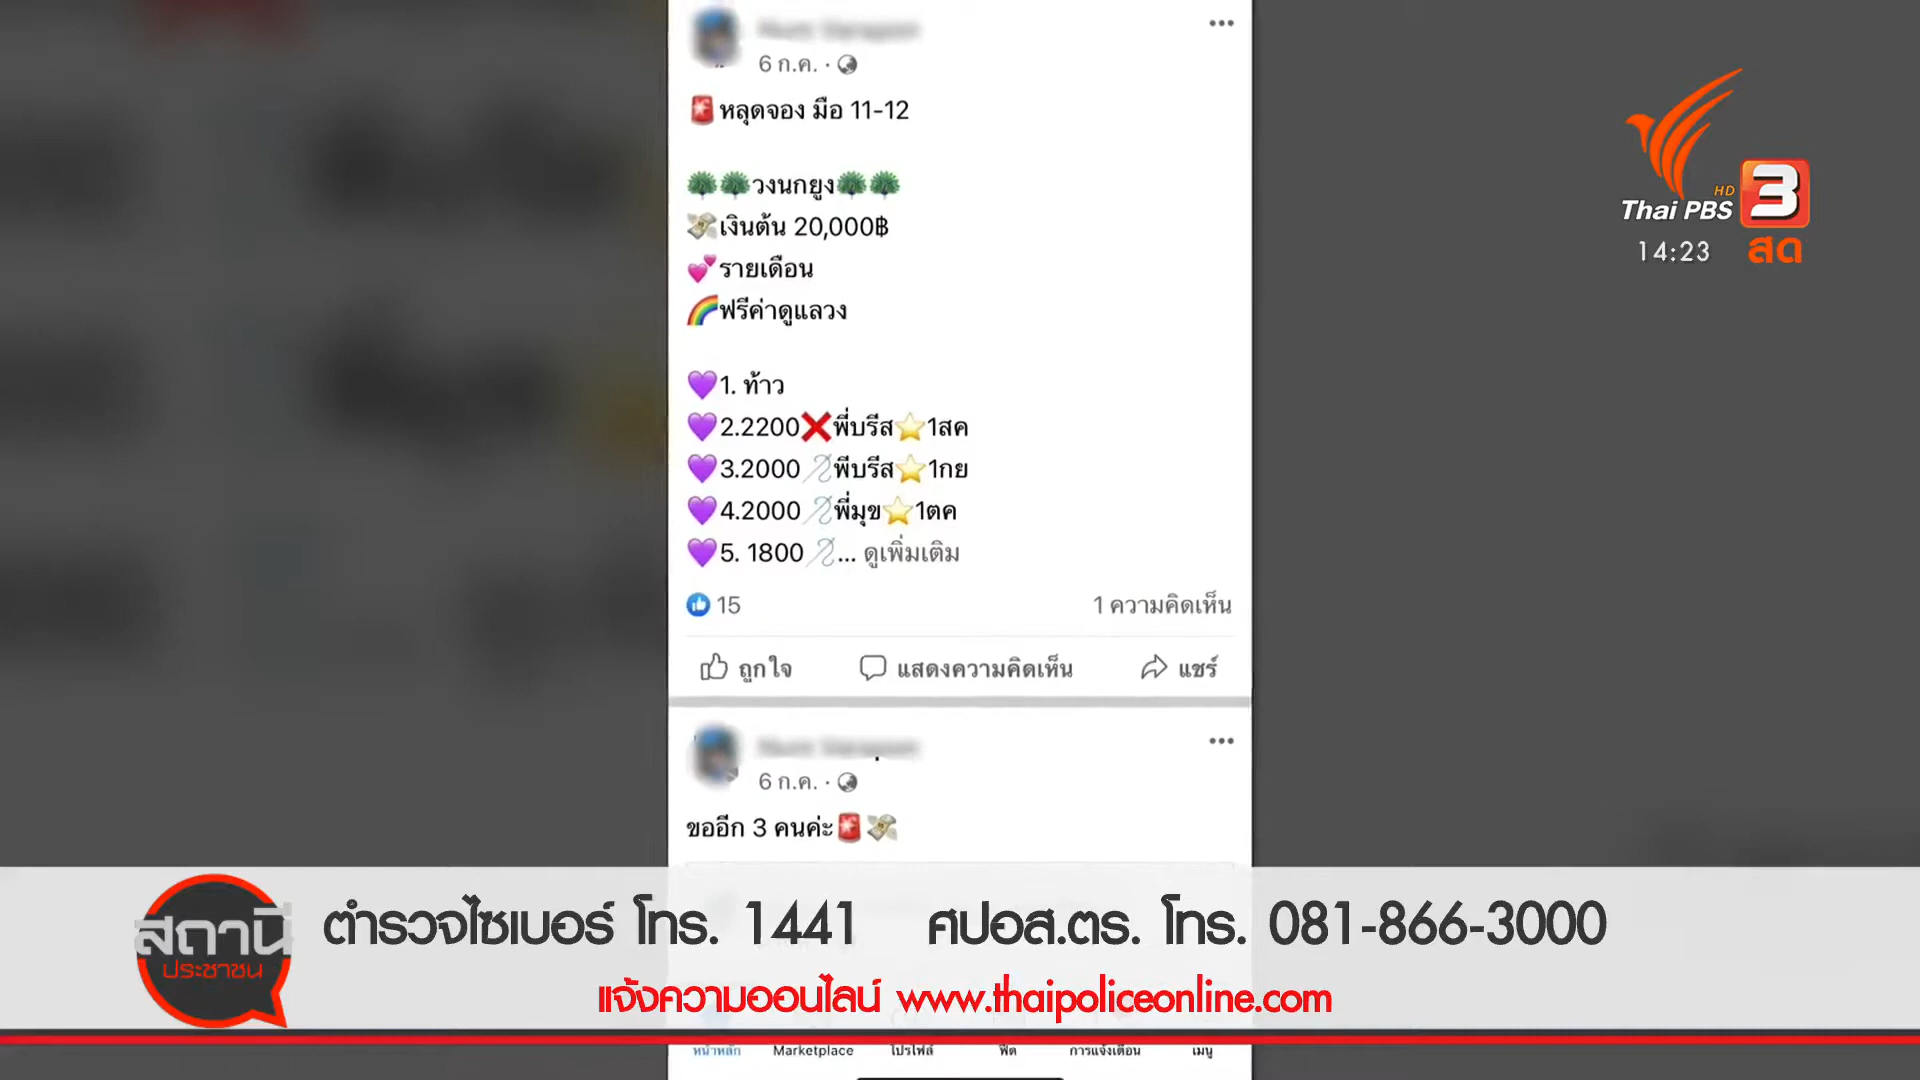 6 ก.ค.
หลุดจอง มือ 11-12
วงนกยูง
เงินต้น 20,000฿
รายเดือน
ฟรีค่าดูแลวง
1. ท้าว
2.2200❌พี่บรีส⭐1สค
3.2000 พีบรีส⭐1กย
4.2000 พี่มุข⭐1ตค
5. 1800 ... ดูเพิ่มเติม
15
1 ความคิดเห็น
ถูกใจ
แสดงความคิดเห็น
แชร์
6 ก.ค.
ขออีก 3 คนค่ะ
HD
Thai PBS 3
14:23 สด
สถานี
ประชาชน
ตำรวจไซเบอร์ โทร. 1441 ศปอส.ตร. โทร. 081-866-3000
แจ้งความออนไลน์ www.thaipoliceonline.com
หน้าหลัก Marketplace โปรไฟล์ ฟีด การแจ้งเตือน เมนู